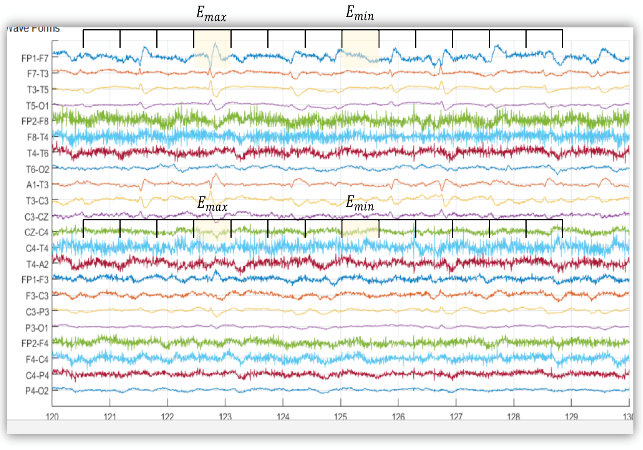 E_max E_min
Wave Forms
FP1-F7
F7-T3
T3-T5
T5-O1
FP2-F8
F8-T4
T4-T6
T6-O2
A1-T3
T3-C3
E_max E_min
C3-CZ
CZ-C4
C4-T4
T4-A2
FP1-F3
F3-C3
C3-P3
P3-O1
FP2-F4
F4-C4
C4-P4
P4-O2
120 121 122 123 124 125 126 127 128 129 130